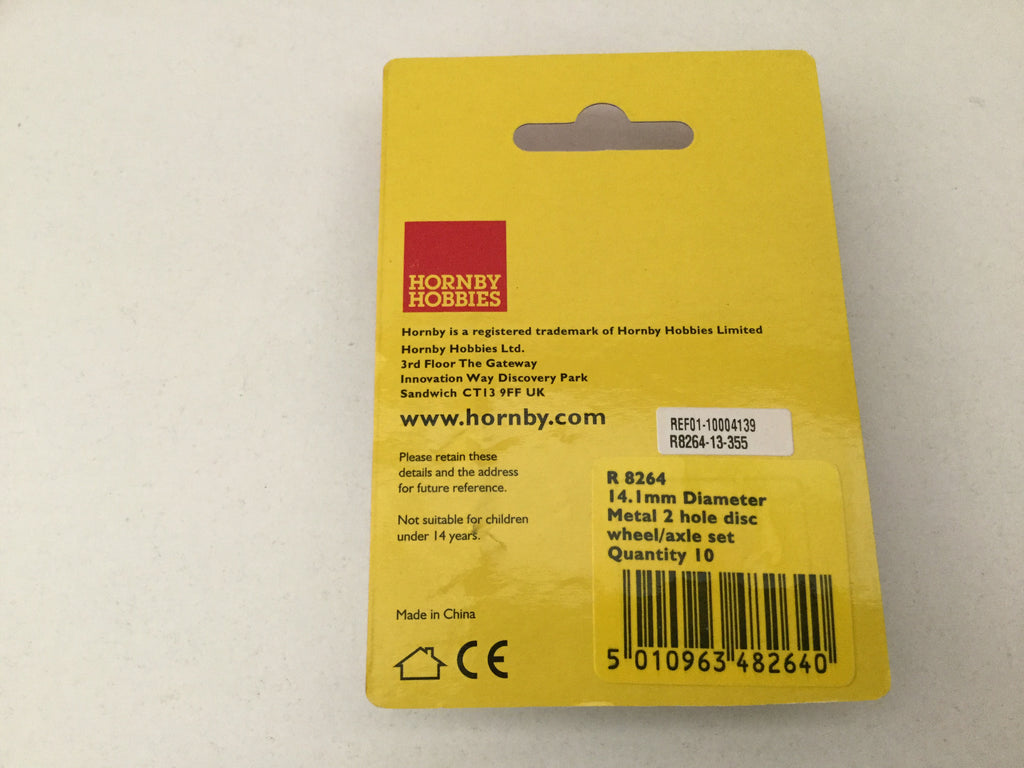 HORNBY
HOBBIES
Hornby is a registered trademark of Hornby Hobbies Limited
Hornby Hobbies Ltd.
3rd Floor The Gateway
Innovation Way Discovery Park
Sandwich CT13 9FF UK
www.hornby.com
REF01-10004139
R8264-13-355
Please retain these
details and the address
for future reference.
Not suitable for children
under 14 years.
R 8264
14.1mm Diameter
Metal 2 hole disc
wheel/axle set
Quantity 10
5 010963 482640
Made in China
CE